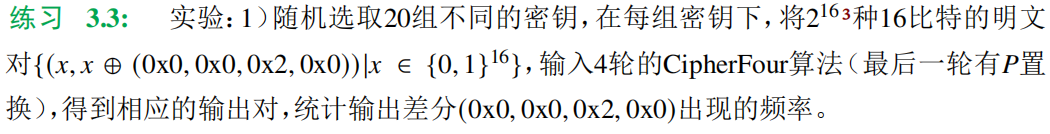 练习 3.3: 实验：1）随机选取20组不同的密钥，在每组密钥下，将2^16 3种16比特的明文
对{(x, x ⊕ (0x0, 0x0, 0x2, 0x0))|x ∈ {0, 1}^16}，输入4轮的CipherFour算法（最后一轮有P置
换），得到相应的输出对，统计输出差分(0x0, 0x0, 0x2, 0x0)出现的频率。